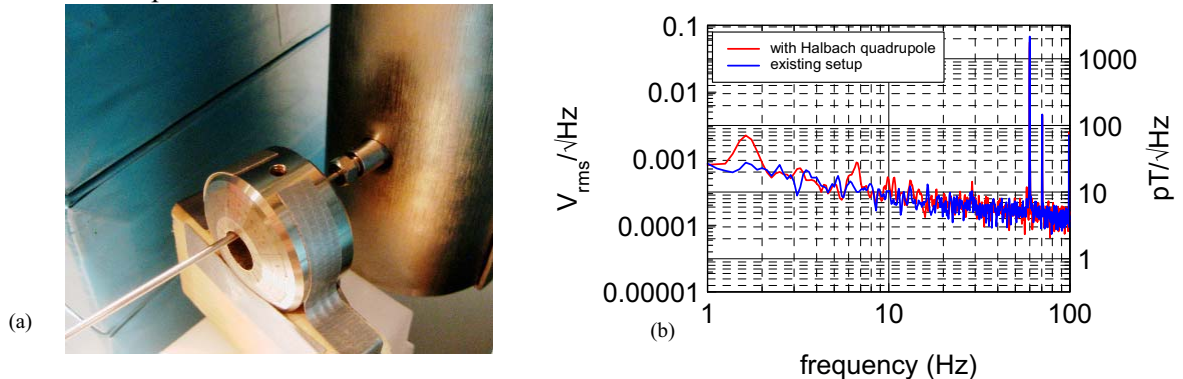 (a)
0.1
0.01
0.001
0.0001
0.00001
V rms/√Hz
with Halbach quadrupole
existing setup
1000
100
10
1
pT/√Hz
1
10
100
(b)
frequency (Hz)